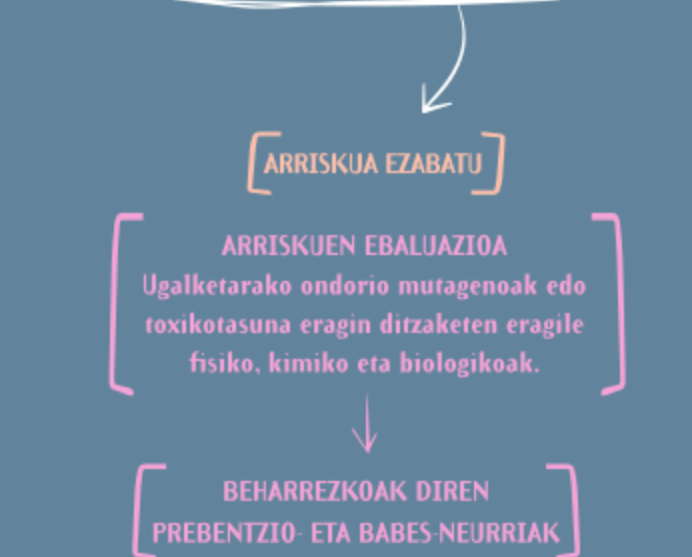 ARRISKUA EZABATU
ARRISKUEN EBALUAZIOA
Ugalketarako ondorio mutagenoak edo
toxikotasuna eragin ditzaketen eragile
fisiko, kimiko eta biologikoak.
BEHARREZKOAK DIREN
PREBENTZIO- ETA BABES-NEURRIAK